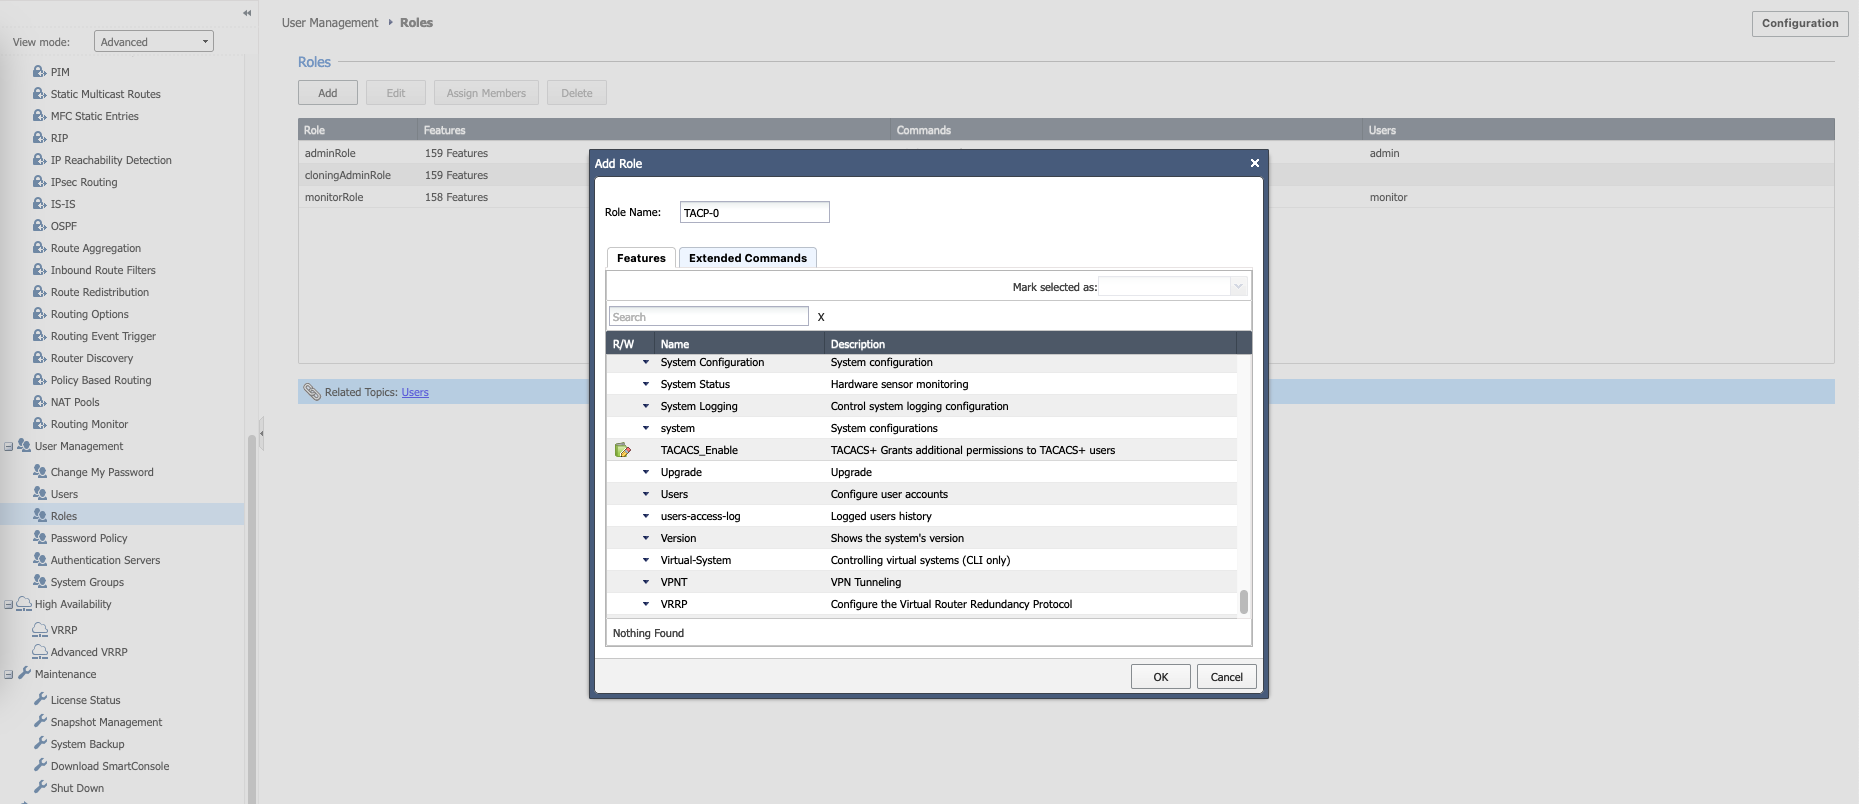 View mode: Advanced
PIM
Static Multicast Routes
MFC Static Entries
RIP
IP Reachability Detection
IPsec Routing
IS-IS
OSPF
Route Aggregation
Inbound Route Filters
Route Redistribution
Routing Options
Routing Event Trigger
Router Discovery
Policy Based Routing
NAT Pools
Routing Monitor
User Management
Change My Password
Users
Roles
Password Policy
Authentication Servers
System Groups
High Availability
VRRP
Advanced VRRP
Maintenance
License Status
Snapshot Management
System Backup
Download SmartConsole
Shut Down
User Management Roles
Configuration
Roles
Add Edit Assign Members Delete
Role Features Commands Users
adminRole 159 Features admin
cloningAdminRole 159 Features
monitorRole 158 Features monitor
Related Topics: Users
Add Role
Role Name: TACP-0
Features Extended Commands
Mark selected as:
Search X
R/W Name Description
System Configuration System configuration
System Status Hardware sensor monitoring
System Logging Control system logging configuration
system System configurations
TACACS_Enable TACACS+ Grants additional permissions to TACACS+ users
Upgrade Upgrade
Users Configure user accounts
users-access-log Logged users history
Version Shows the system's version
Virtual-System Controlling virtual systems (CLI only)
VPNT VPN Tunneling
VRRP Configure the Virtual Router Redundancy Protocol
Nothing Found
OK Cancel